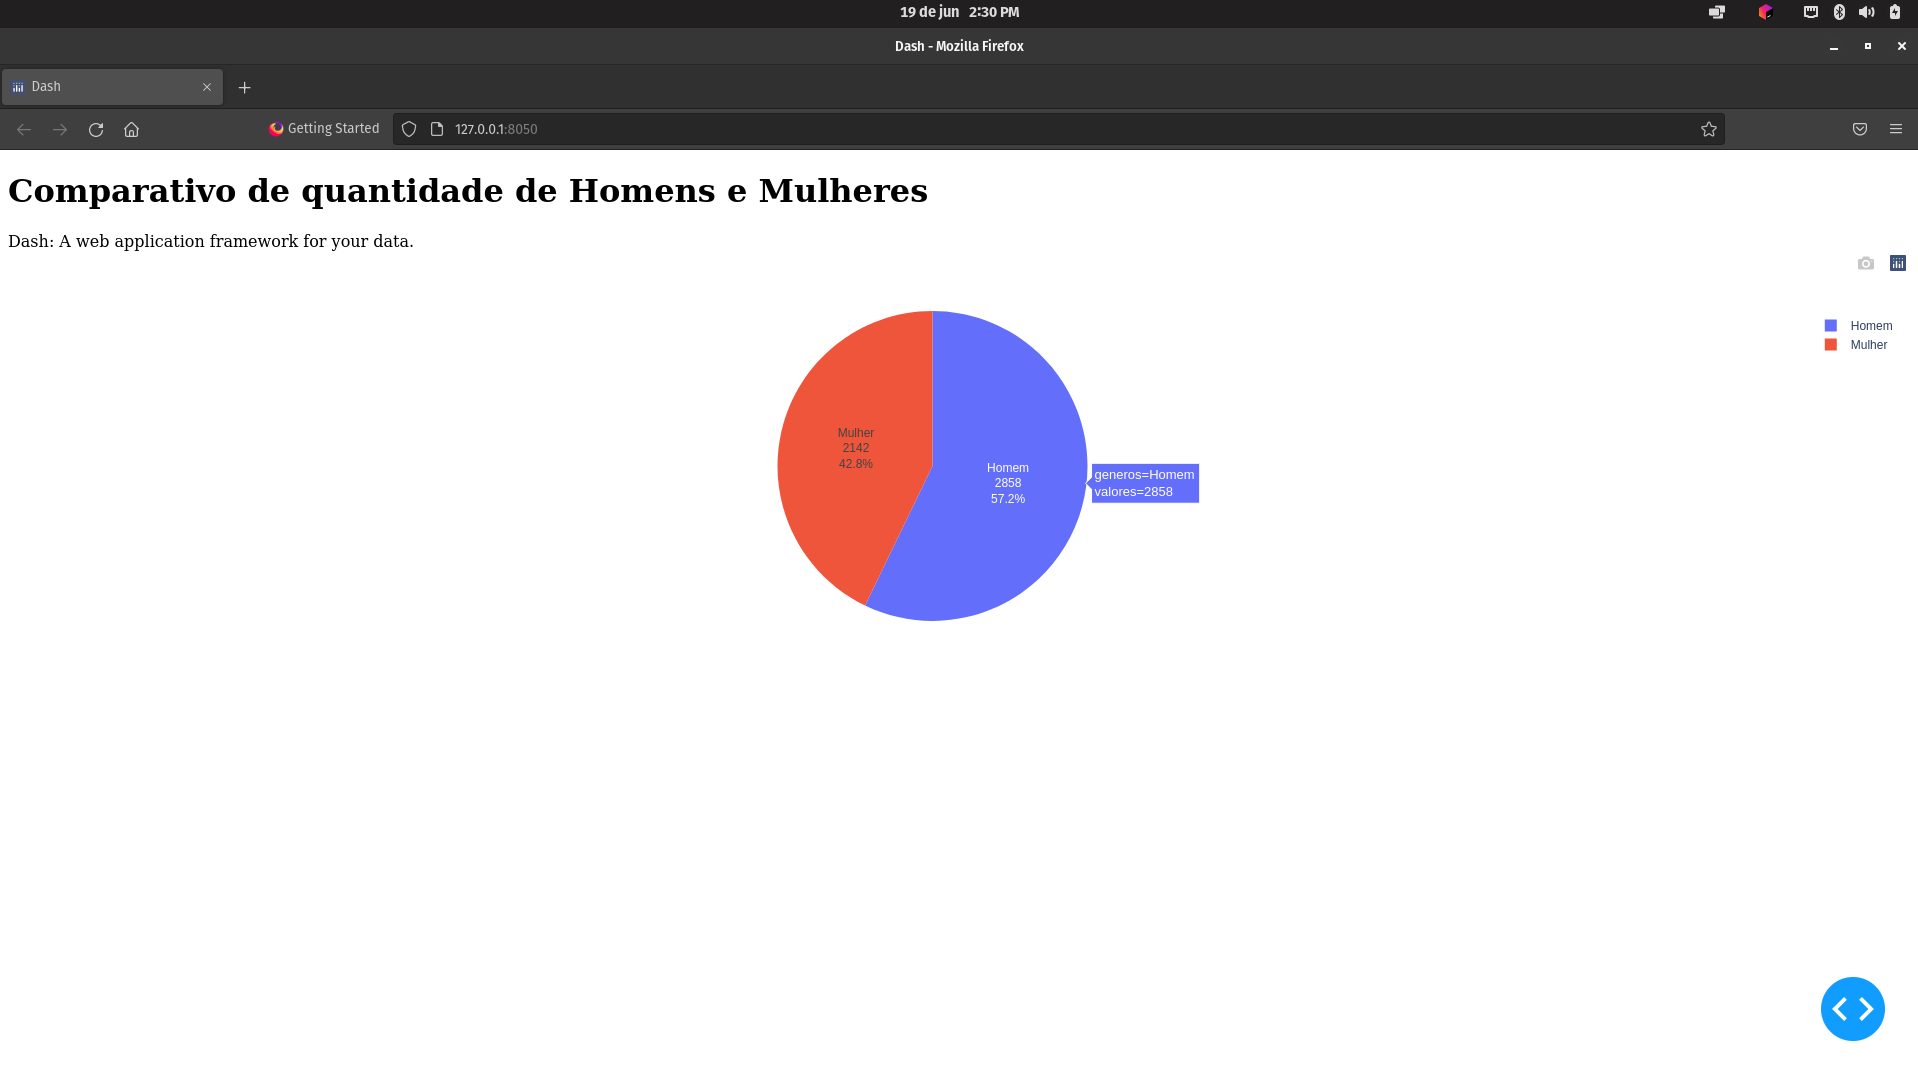 19 de jun 2:30 PM
Dash - Mozilla Firefox
Dash
Getting Started
127.0.0.1:8050
Comparativo de quantidade de Homens e Mulheres
Dash: A web application framework for your data.
Homem
Mulher
Mulher
2142
42.8%
Homem
2858
57.2%
generos=Homem
valores=2858